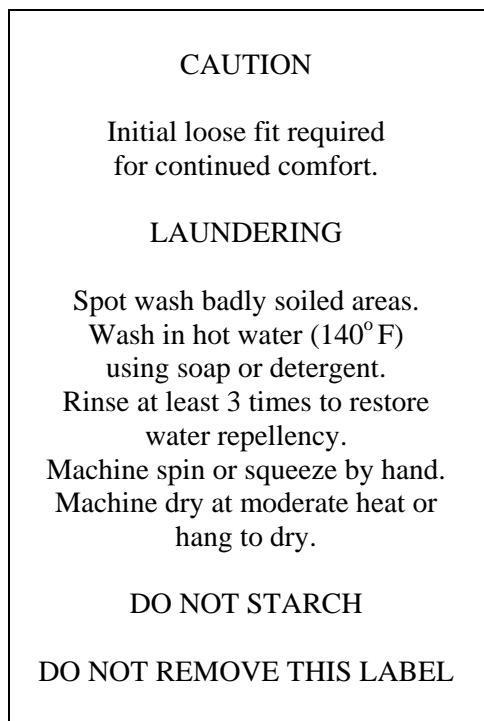 CAUTION
Initial loose fit required
for continued comfort.
LAUNDERING
Spot wash badly soiled areas.
Wash in hot water (140° F)
using soap or detergent.
Rinse at least 3 times to restore
water repellency.
Machine spin or squeeze by hand.
Machine dry at moderate heat or
hang to dry.
DO NOT STARCH
DO NOT REMOVE THIS LABEL